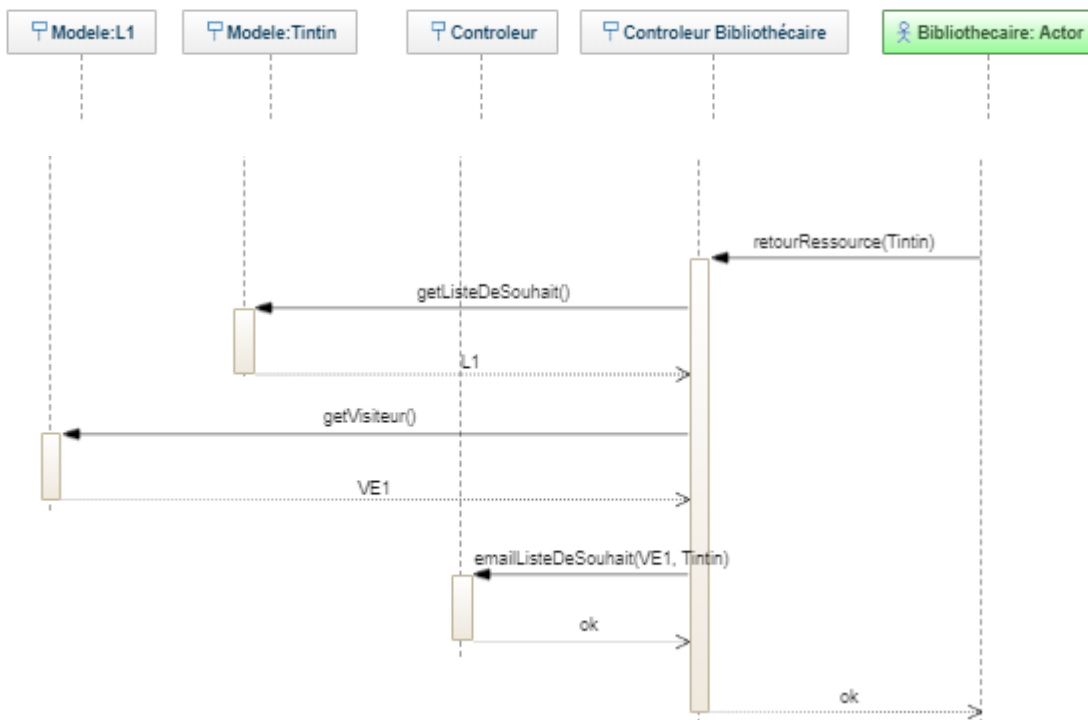 Modele:L1
Modele:Tintin
Controleur
Controleur Bibliothécaire
Bibliothecaire: Actor
retourRessource(Tintin)
getListeDeSouhait()
L1
getVisiteur()
VE1
emailListeDeSouhait(VE1, Tintin)
ok
ok